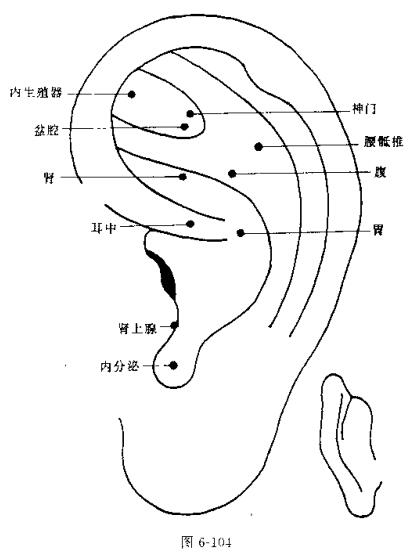 内生殖器
神门
盆腔
腰骶椎
肾
腹
耳中
胃
肾上腺
内分泌
图 6-104